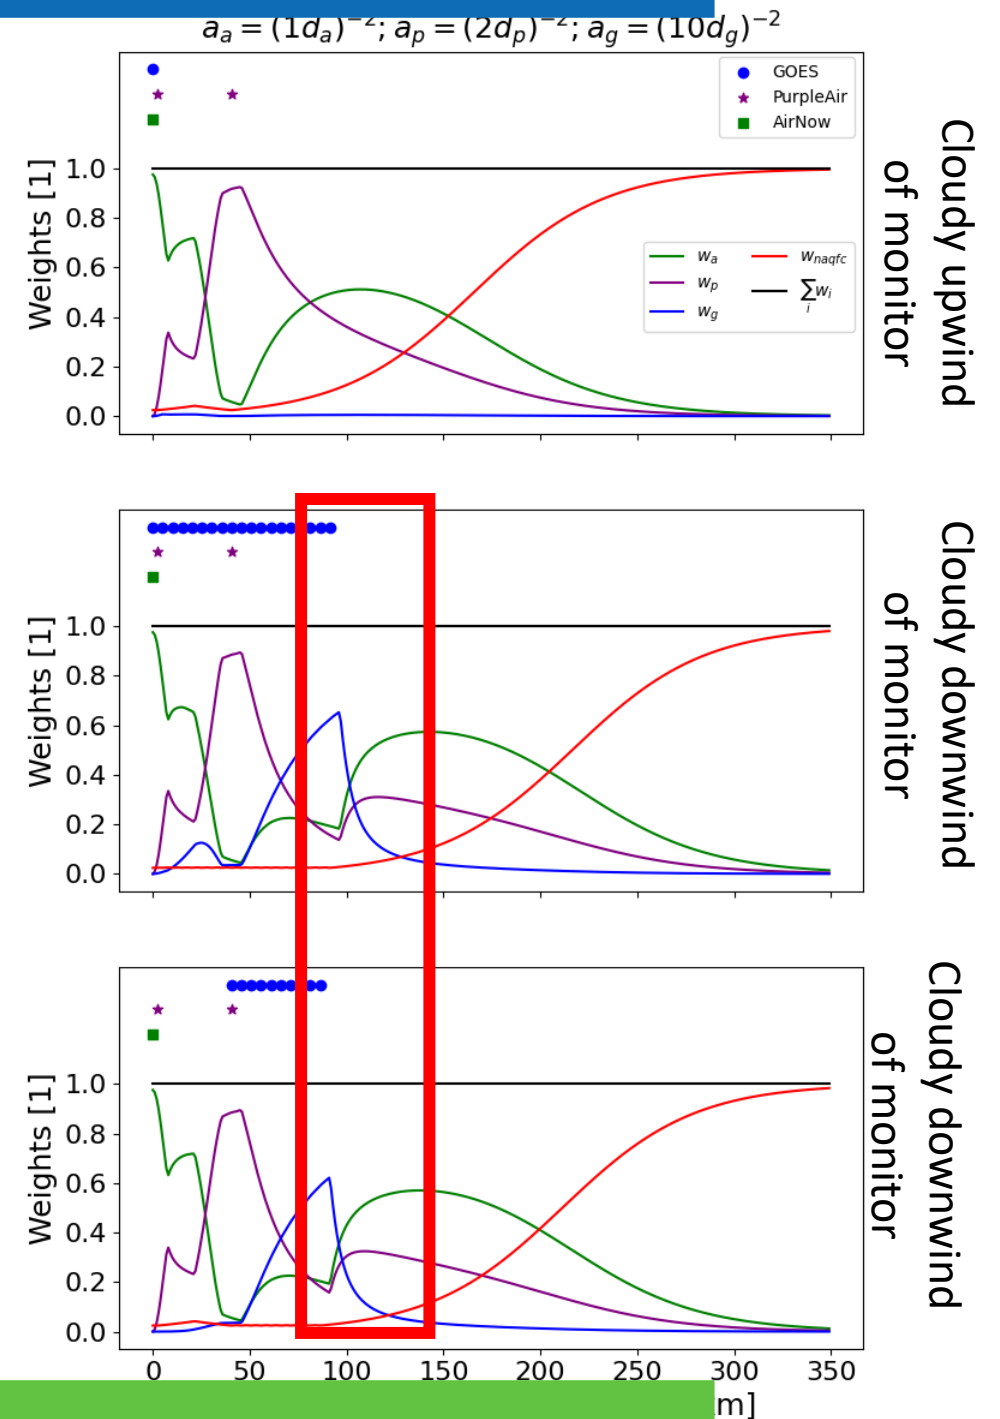 a_a = (1d_a)^{-2}; a_p = (2d_p)^{-2}; a_g = (10d_g)^{-2}
GOES
PurpleAir
AirNow
Weights [1]
1.0
0.8
0.6
0.4
0.2
0.0
w_a
w_p
w_g
w_{naqfc}
∑_i w_i
Cloudy upwind
of monitor
Weights [1]
1.0
0.8
0.6
0.4
0.2
0.0
Cloudy downwind
of monitor
Weights [1]
1.0
0.8
0.6
0.4
0.2
0.0
Cloudy downwind
of monitor
0 50 100 150 200 250 300 350
m]